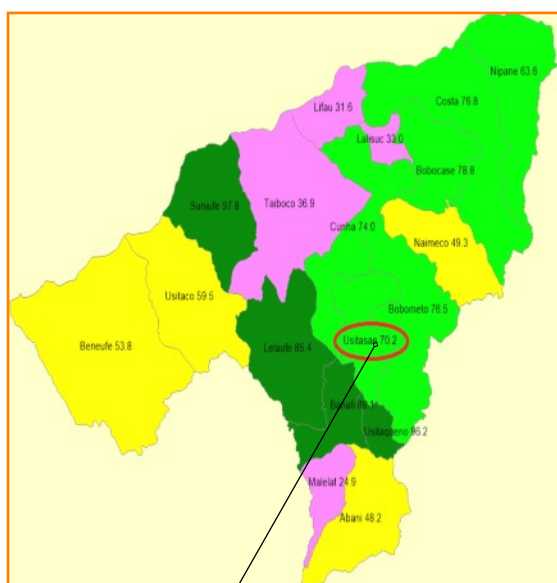 Nipane 63.6
Costa 76.8
Lifau 31.6
Lalisuc 33.0
Bobocase 78.8
Suniufe 97.8
Taiboco 36.9
Cunha 74.0
Naimeco 49.3
Usitaco 59.5
Bobometo 76.5
Beneufe 53.8
Usitasae 70.2
Lelaufe 85.4
Usitaqueno 96.2
Malelat 24.9
Abani 48.2